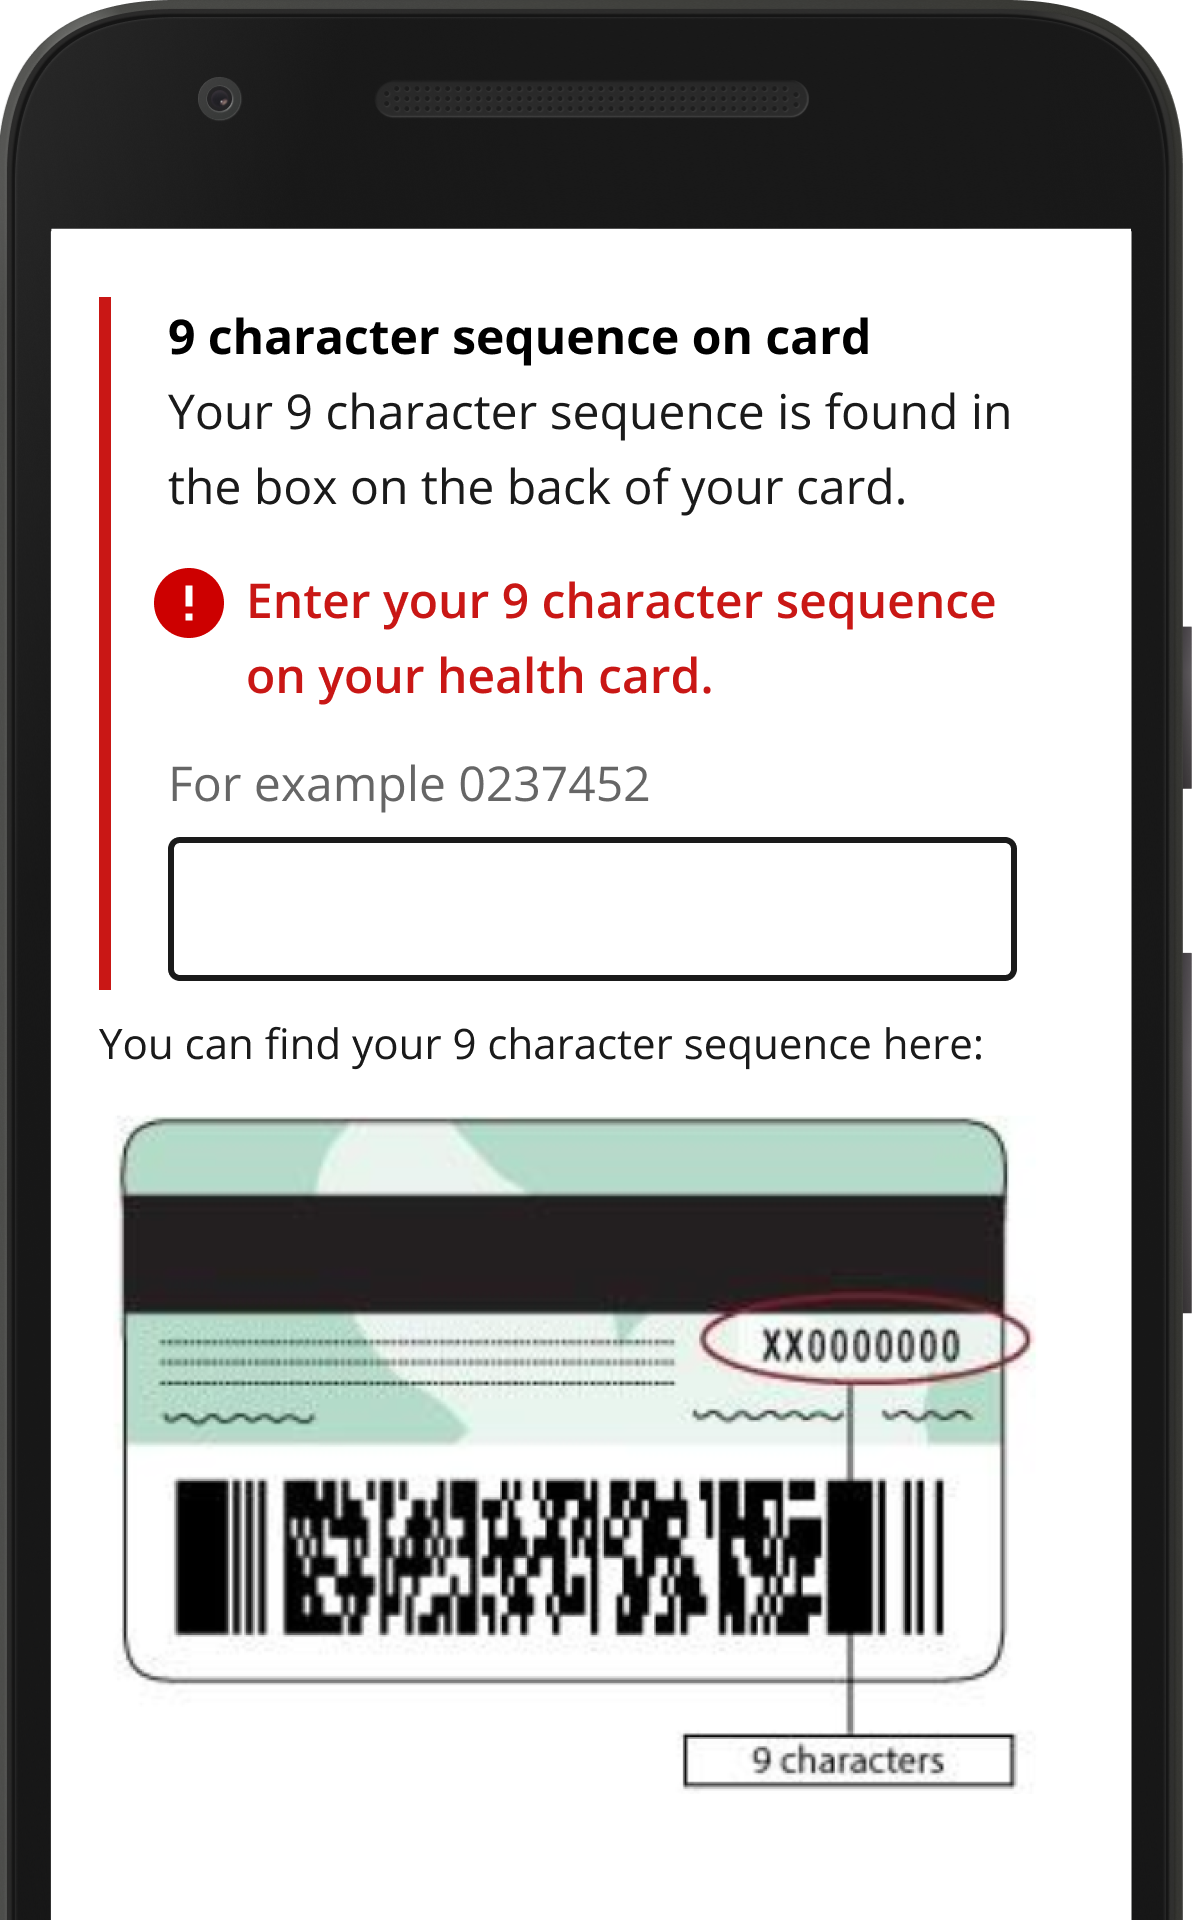 9 character sequence on card
Your 9 character sequence is found in
the box on the back of your card.
!
Enter your 9 character sequence
on your health card.
For example 0237452
You can find your 9 character sequence here:
XX0000000
9 characters